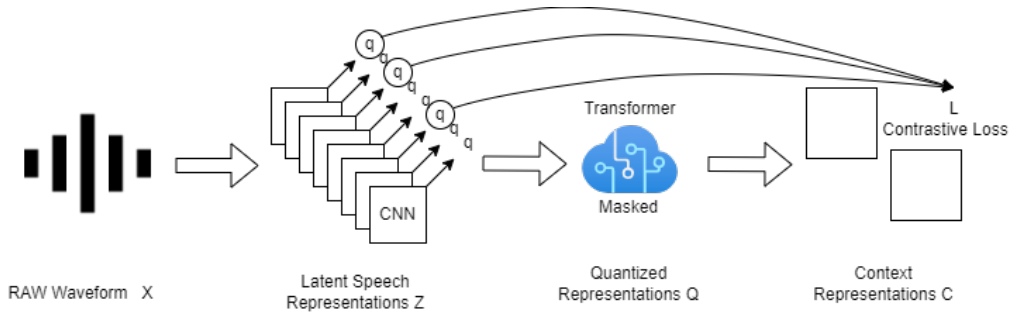 q
q
q
q
q
q
q
q
Transformer
L
Contrastive Loss
Masked
CNN
RAW Waveform X
Latent Speech
Representations Z
Quantized
Representations Q
Context
Representations C